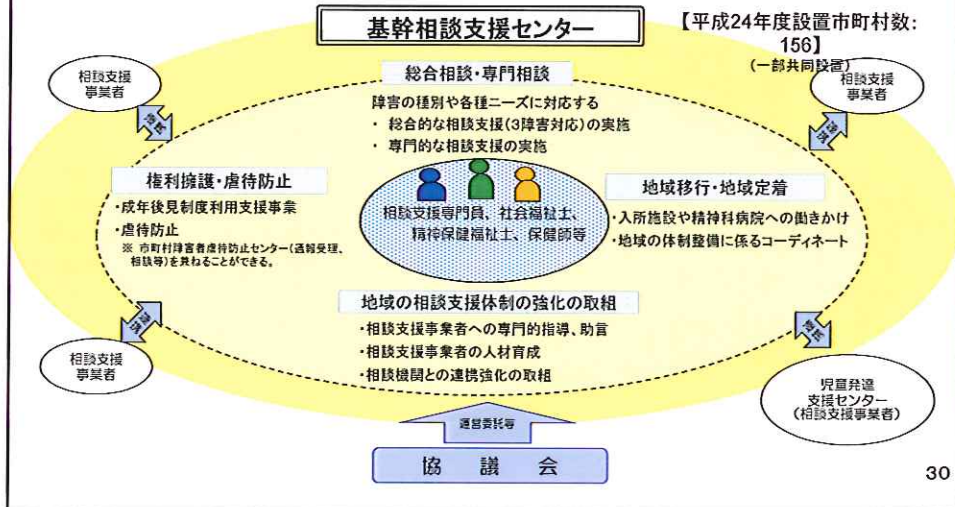 基幹相談支援センター
【平成24年度設置市町村数:
156】
(一部共同設置)
相談支援
事業者
相談支援
事業者
連携
連携
総合相談・専門相談
障害の種別や各種ニーズに対応する
・ 総合的な相談支援(3障害対応)の実施
・ 専門的な相談支援の実施
権利擁護・虐待防止
・成年後見制度利用支援事業
・虐待防止
※ 市町村障害者虐待防止センター(通報受理、
相談等)を兼ねることができる。
相談支援専門員、社会福祉士、
精神保健福祉士、保健師等
地域移行・地域定着
・入所施設や精神科病院への働きかけ
・地域の体制整備に係るコーディネート
地域の相談支援体制の強化の取組
・相談支援事業者への専門的指導、助言
・相談支援事業者の人材育成
・相談機関との連携強化の取組
連携
連携
相談支援
事業者
児童発達
支援センター
(相談支援事業者)
運営委託等
協 議 会
30